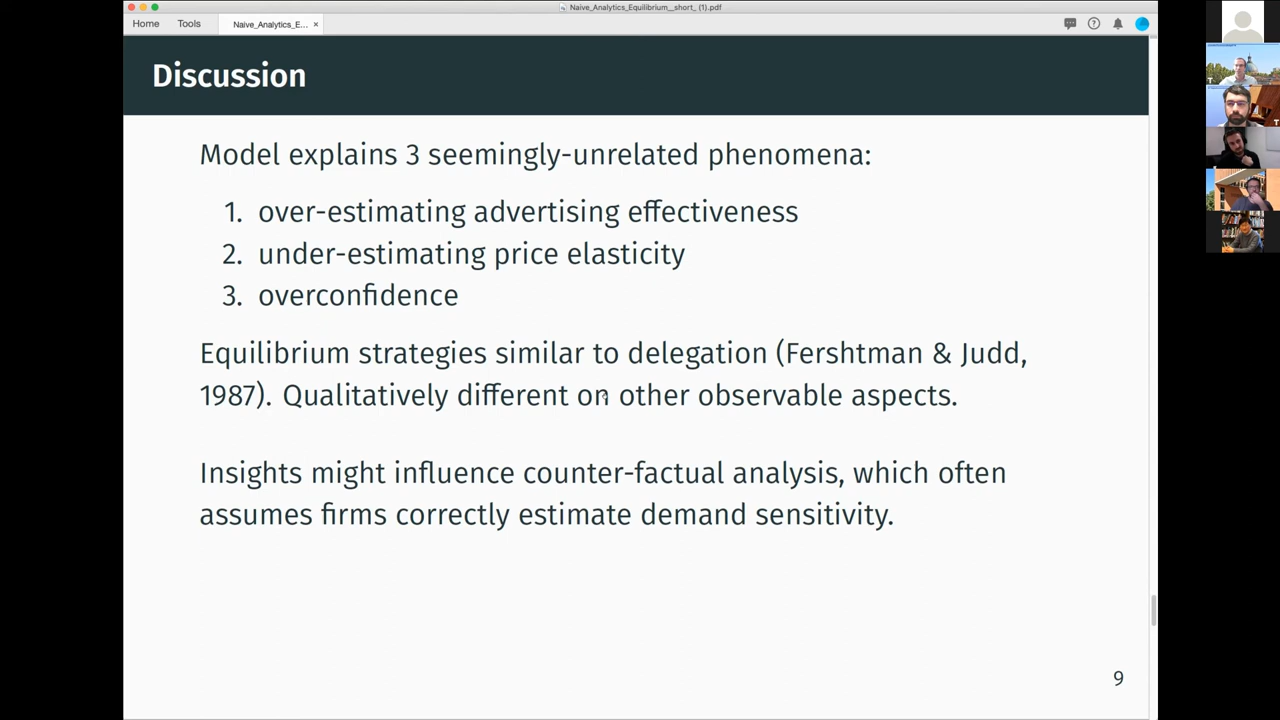 Naive_Analytics_Equilibrium__short_ (1).pdf
Home Tools Naive_Analytics_E... ×
Discussion
Model explains 3 seemingly-unrelated phenomena:
1. over-estimating advertising effectiveness
2. under-estimating price elasticity
3. overconfidence
Equilibrium strategies similar to delegation (Fershtman & Judd,
1987). Qualitatively different on other observable aspects.
Insights might influence counter-factual analysis, which often
assumes firms correctly estimate demand sensitivity.
9